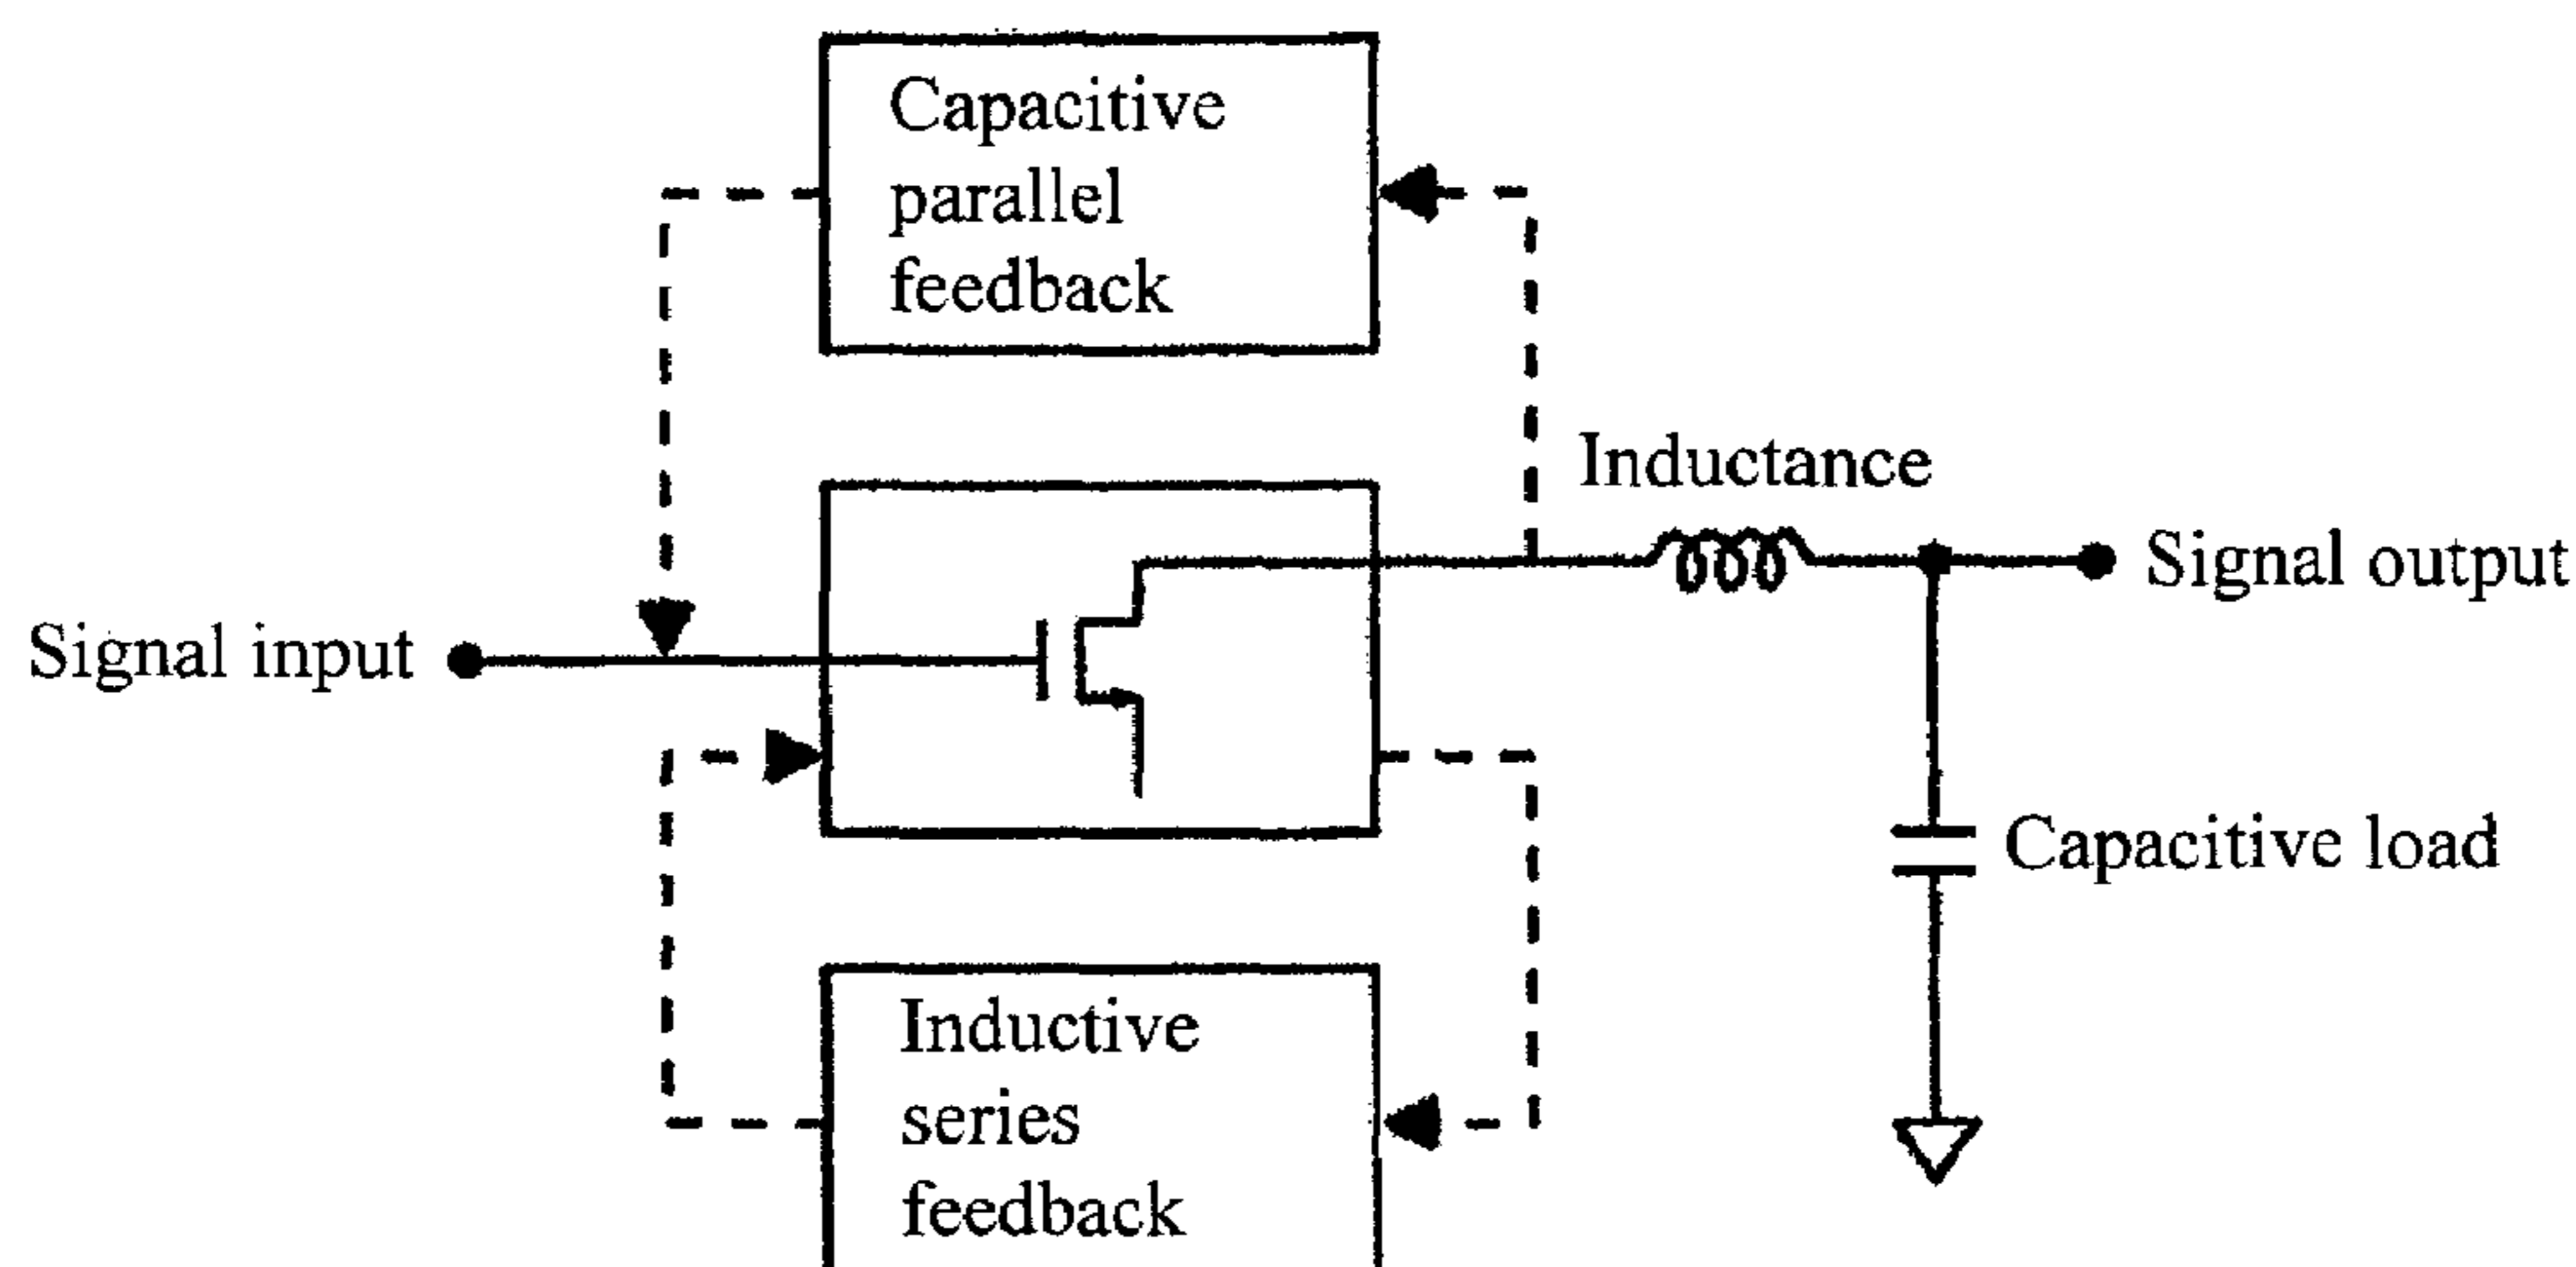 Capacitive
parallel
feedback
Inductance
Signal output
Signal input
Capacitive load
Inductive
series
feedback